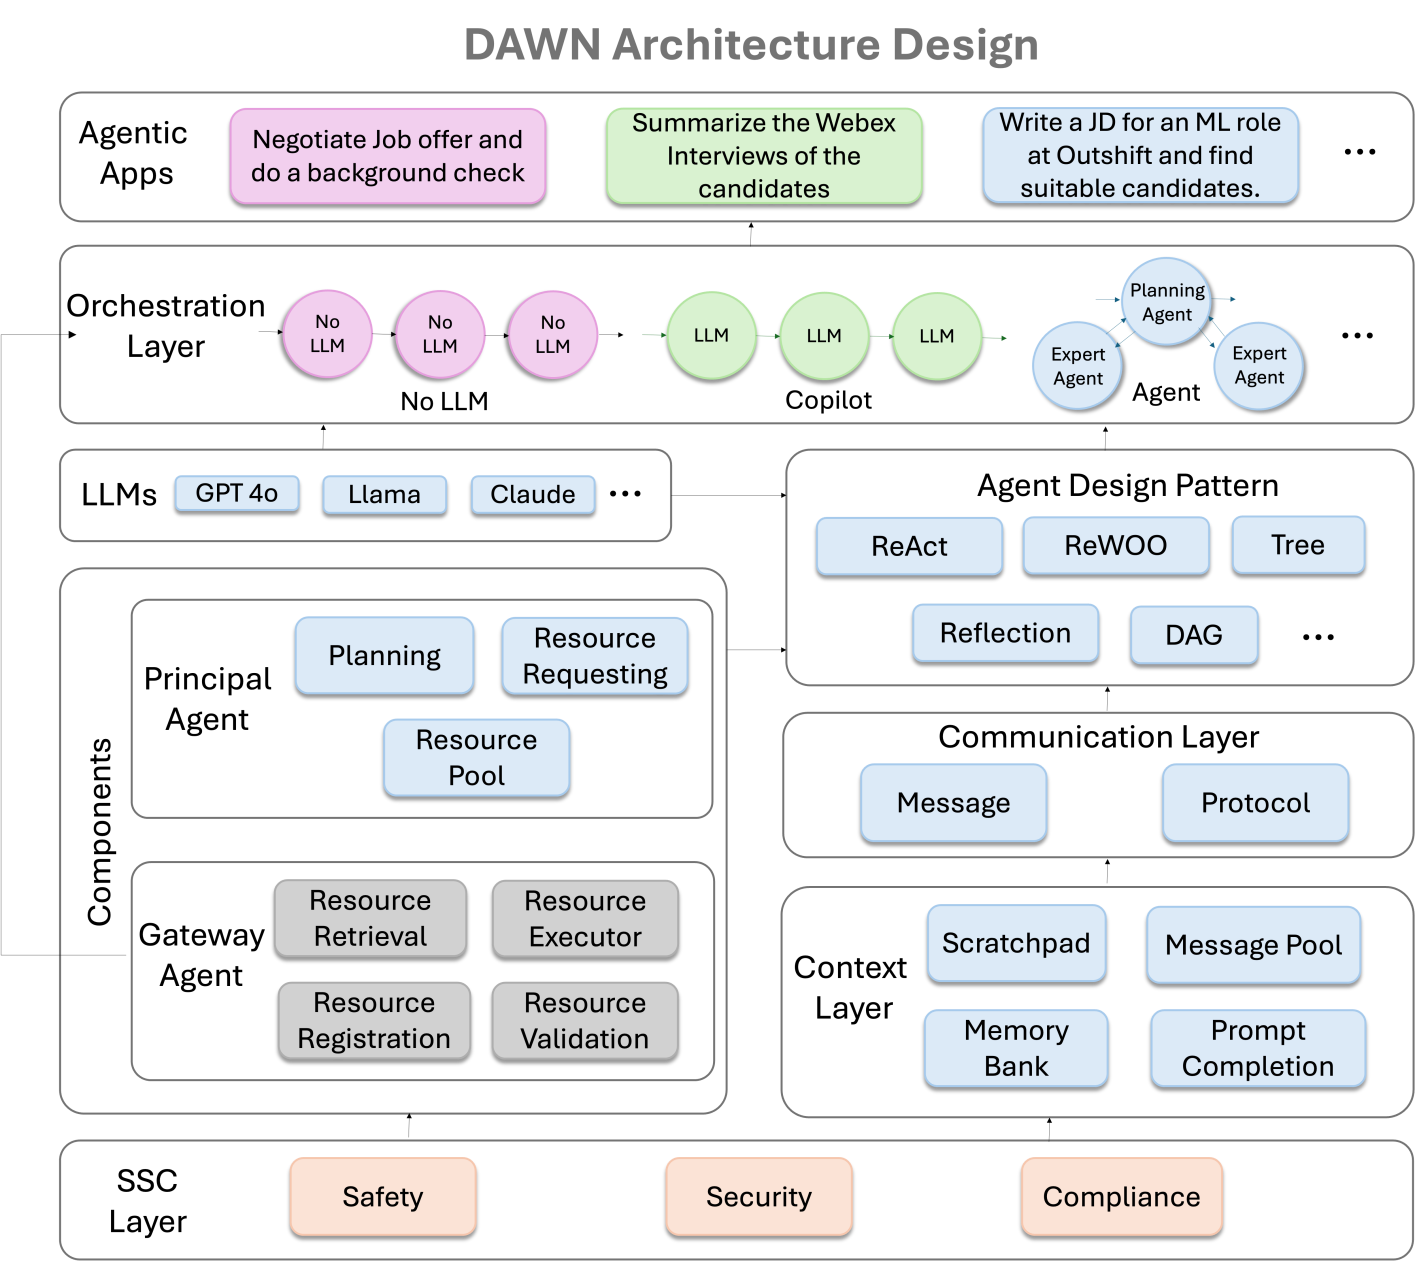 DAWN Architecture Design
Agentic
Apps
Negotiate Job offer and
do a background check
Summarize the Webex
Interviews of the
candidates
Write a JD for an ML role
at Outshift and find
suitable candidates.
...
Orchestration
Layer
No
LLM
No
LLM
No
LLM
No LLM
LLM
LLM
LLM
Copilot
Planning
Agent
Expert
Agent
Expert
Agent
Agent
...
LLMs
GPT 4o
Llama
Claude
...
Agent Design Pattern
ReAct
ReWOO
Tree
Reflection
DAG
...
Components
Principal
Agent
Planning
Resource
Requesting
Resource
Pool
Gateway
Agent
Resource
Retrieval
Resource
Executor
Resource
Registration
Resource
Validation
Communication Layer
Message
Protocol
Context
Layer
Scratchpad
Message Pool
Memory
Bank
Prompt
Completion
SSC
Layer
Safety
Security
Compliance